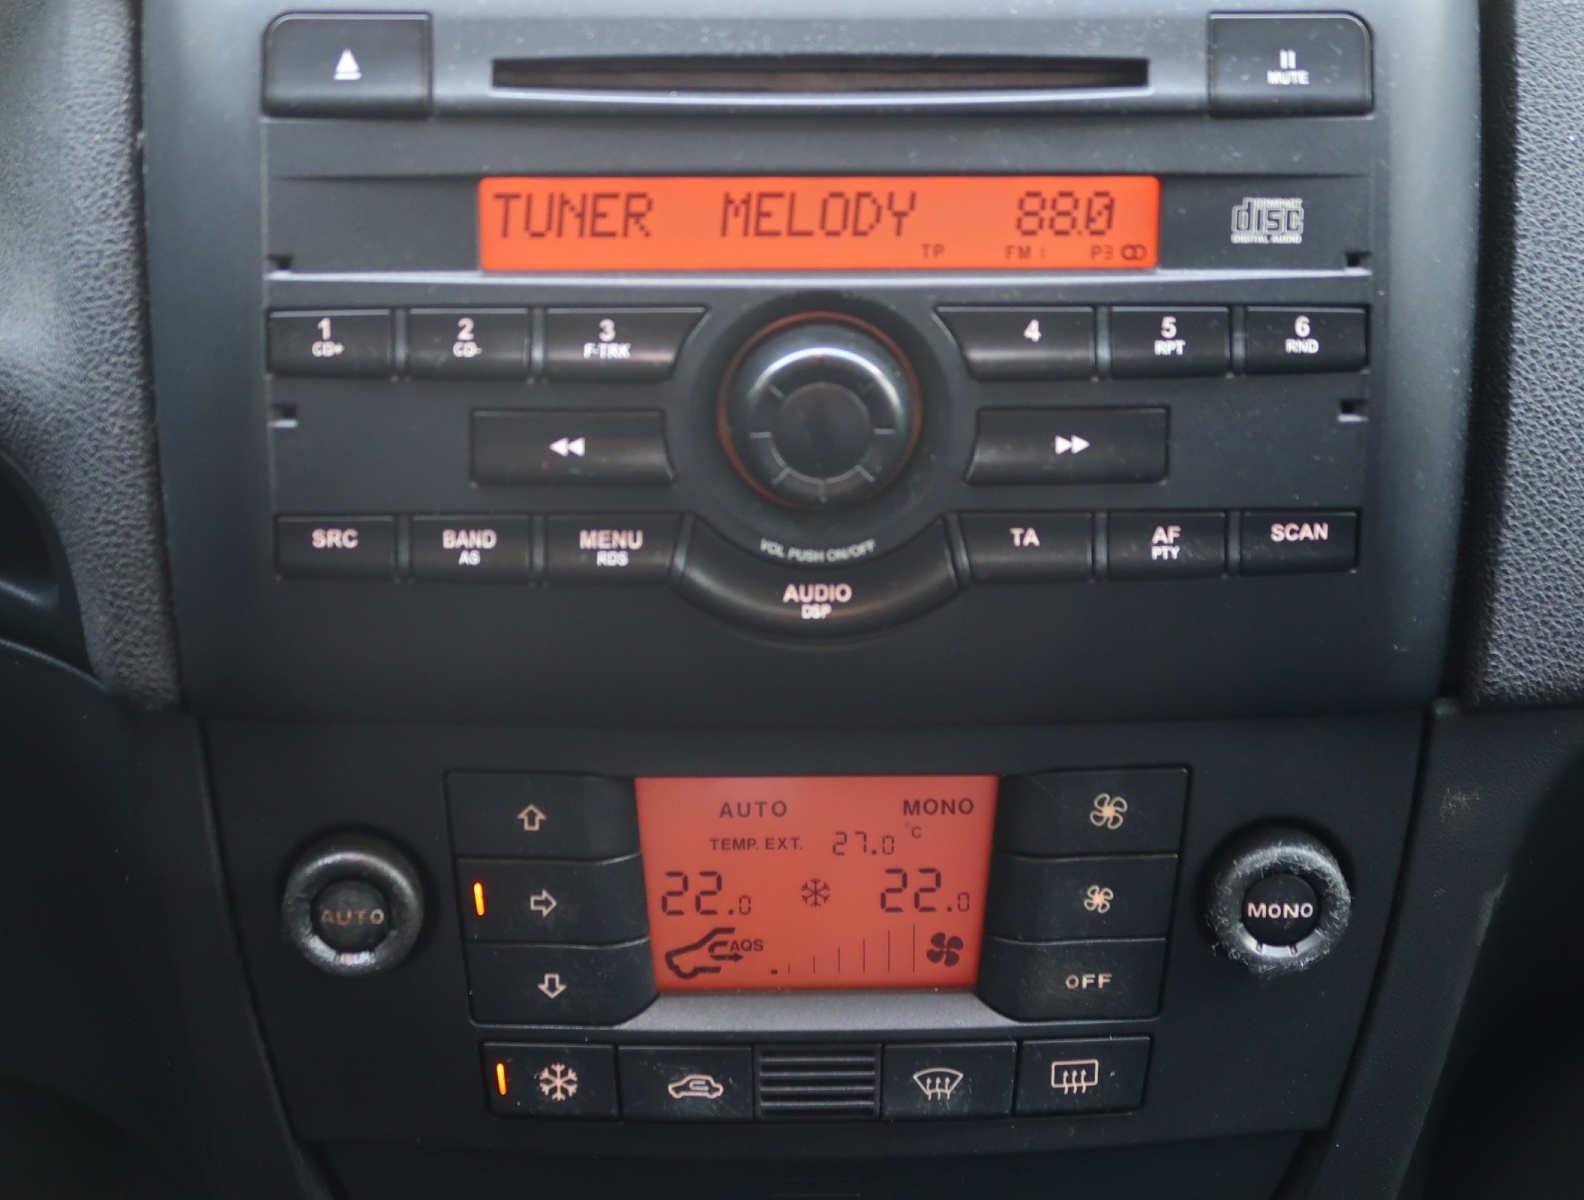 MUTE
TUNER MELODY 88.0
TP FM P3
COMPACT
disc
DIGITAL AUDIO
1 2 3 4 5 6
CD+ CD- F-TRK RPT RND
SRC BAND MENU TA AF SCAN
AS RDS PTY
VOL PUSH ON/OFF
AUDIO
DSP
AUTO MONO
TEMP. EXT. 27.0 °C
22.0 22.0
AUTO MONO
AQS
OFF